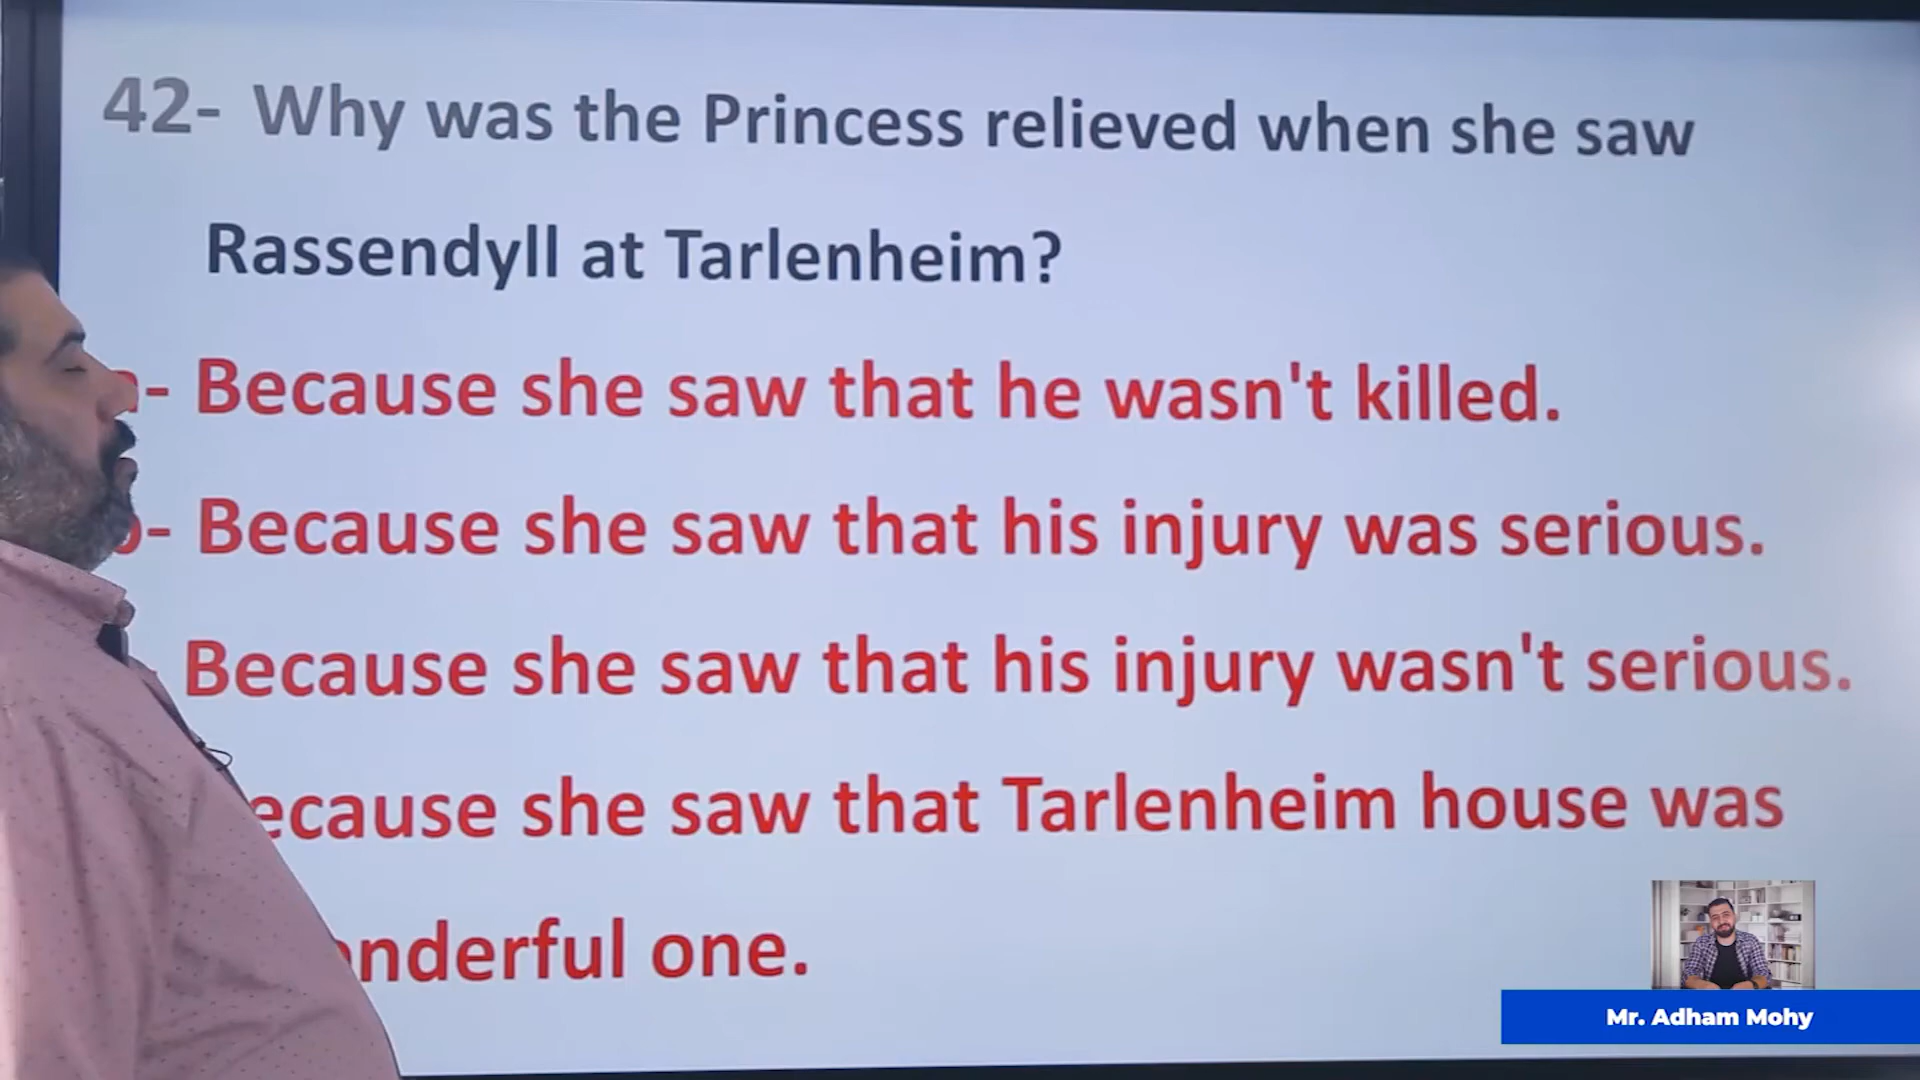 42- Why was the Princess relieved when she saw
Rassendyll at Tarlenheim?
- Because she saw that he wasn't killed.
- Because she saw that his injury was serious.
Because she saw that his injury wasn't serious.
ecause she saw that Tarlenheim house was
onderful one.
Mr. Adham Mohy